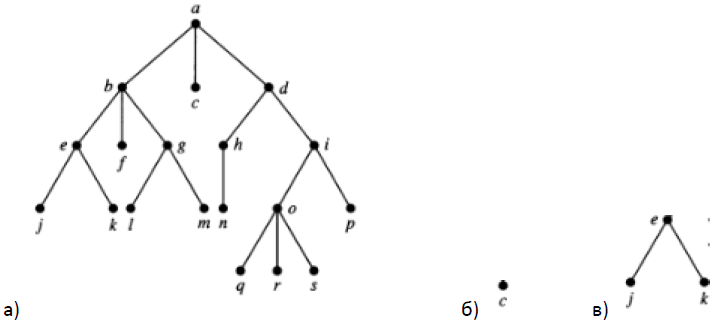 a
b c d
e f g h i
j k l m n o p
q r s
а) б) c в) e j k